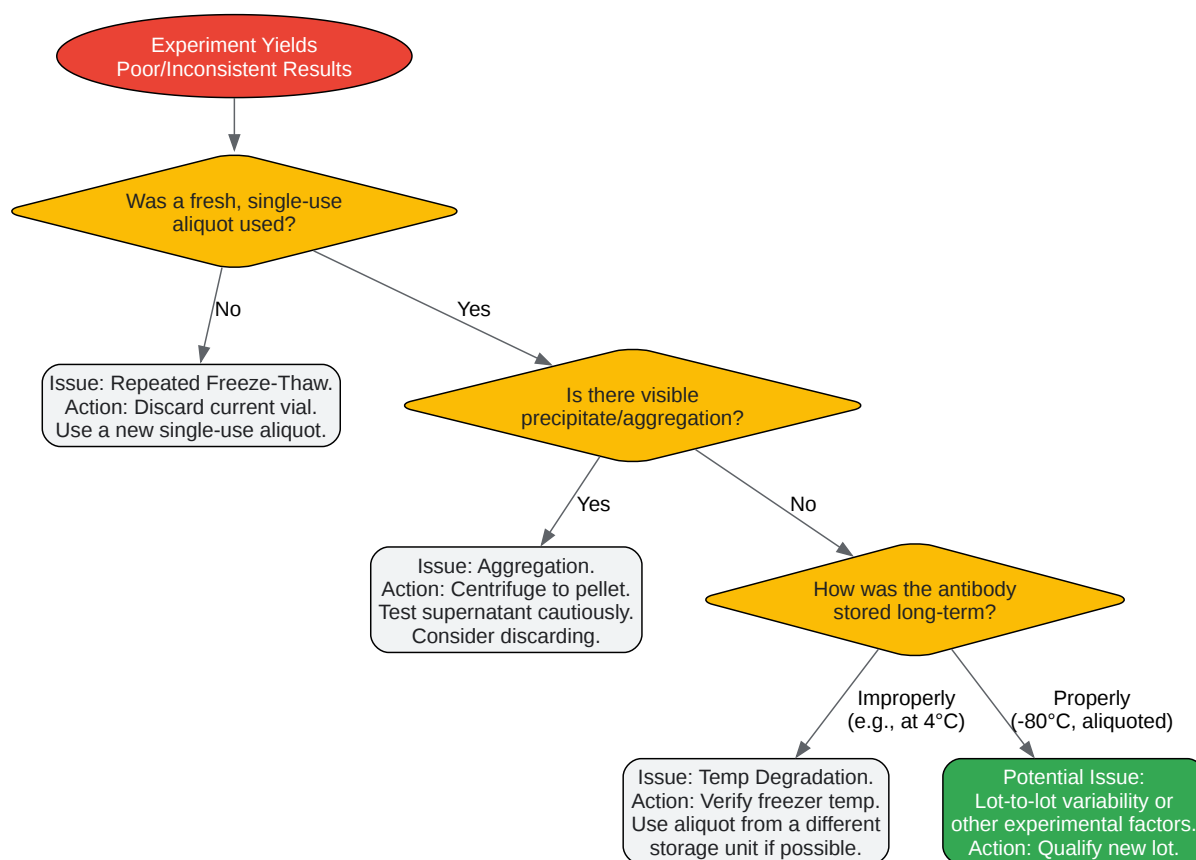 Experiment Yields
Poor/Inconsistent Results
Was a fresh, single-use
aliquot used?
No
Yes
Issue: Repeated Freeze-Thaw.
Action: Discard current vial.
Use a new single-use aliquot.
Is there visible
precipitate/aggregation?
Yes
No
Issue: Aggregation.
Action: Centrifuge to pellet.
Test supernatant cautiously.
Consider discarding.
How was the antibody
stored long-term?
Improperly
(e.g., at 4°C)
Properly
(-80°C, aliquoted)
Issue: Temp Degradation.
Action: Verify freezer temp.
Use aliquot from a different
storage unit if possible.
Potential Issue:
Lot-to-lot variability or
other experimental factors.
Action: Qualify new lot.